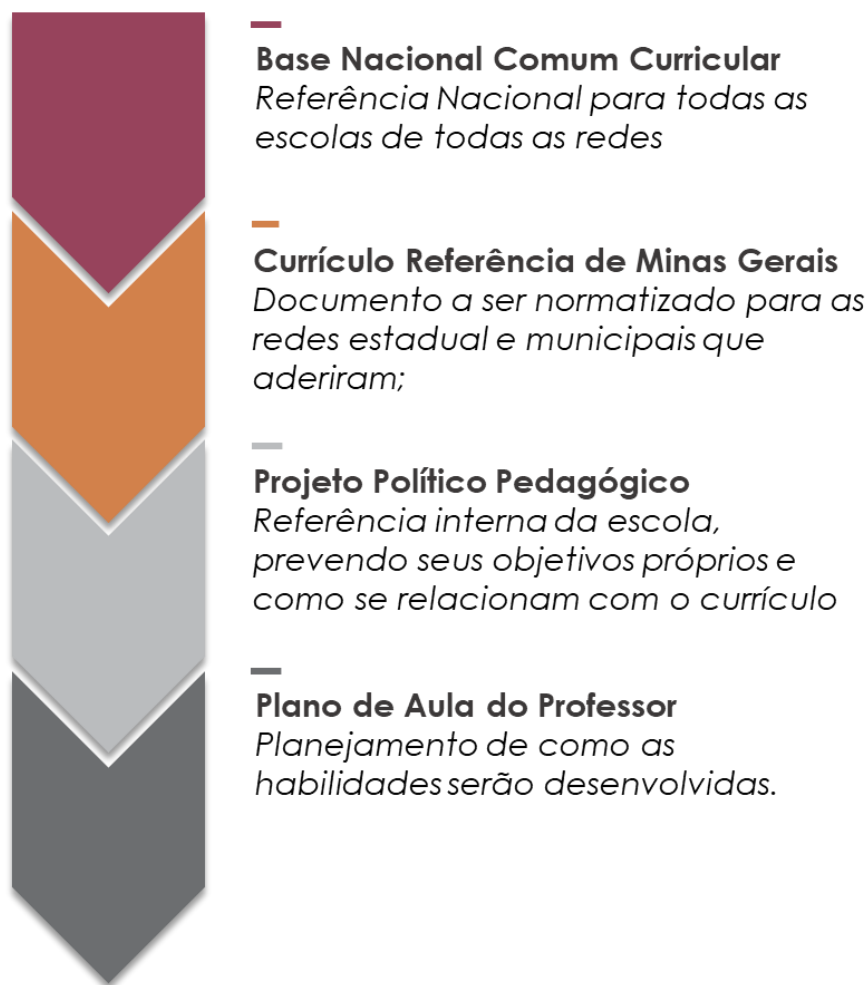 Base Nacional Comum Curricular
Referência Nacional para todas as
escolas de todas as redes
Currículo Referência de Minas Gerais
Documento a ser normatizado para as
redes estadual e municipais que
aderiram;
Projeto Político Pedagógico
Referência interna da escola,
prevendo seus objetivos próprios e
como se relacionam com o currículo
Plano de Aula do Professor
Planejamento de como as
habilidades serão desenvolvidas.